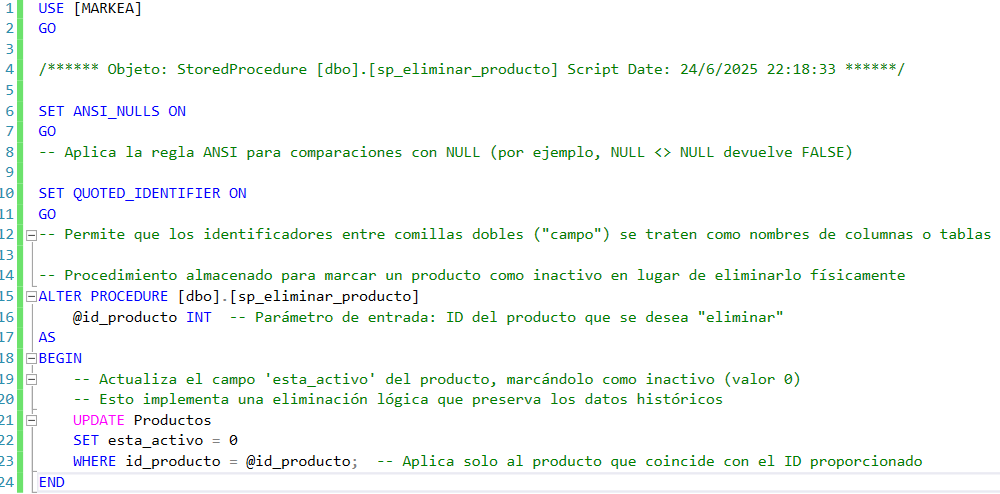 1 USE [MARKEA]
2 GO
3
4 /****** Objeto: StoredProcedure [dbo].[sp_eliminar_producto] Script Date: 24/6/2025 22:18:33 ******/
5
6 SET ANSI_NULLS ON
7 GO
8 -- Aplica la regla ANSI para comparaciones con NULL (por ejemplo, NULL <> NULL devuelve FALSE)
9
10 SET QUOTED_IDENTIFIER ON
11 GO
12 -- Permite que los identificadores entre comillas dobles ("campo") se traten como nombres de columnas o tablas
13
14 -- Procedimiento almacenado para marcar un producto como inactivo en lugar de eliminarlo físicamente
15 ALTER PROCEDURE [dbo].[sp_eliminar_producto]
16     @id_producto INT  -- Parámetro de entrada: ID del producto que se desea "eliminar"
17 AS
18 BEGIN
19     -- Actualiza el campo 'esta_activo' del producto, marcándolo como inactivo (valor 0)
20     -- Esto implementa una eliminación lógica que preserva los datos históricos
21     UPDATE Productos
22     SET esta_activo = 0
23     WHERE id_producto = @id_producto;  -- Aplica solo al producto que coincide con el ID proporcionado
24 END